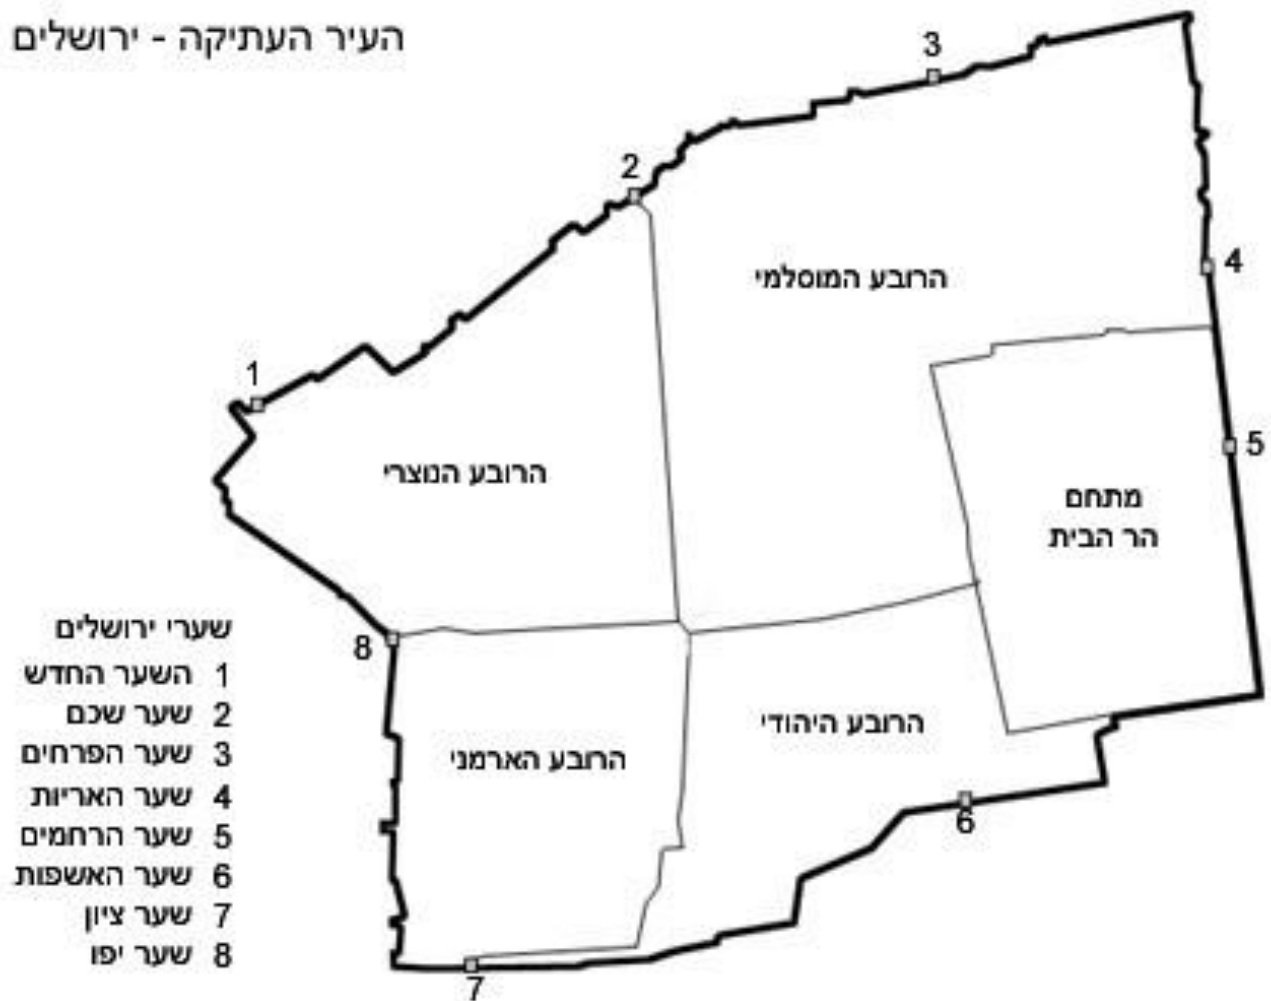 העיר העתיקה - ירושלים
3
2
4
הרובע המוסלמי
1
5
הרובע הנוצרי
מתחם
הר הבית
8
הרובע היהודי
הרובע הארמני
6
7
שערי ירושלים
1 השער החדש
2 שער שכם
3 שער הפרחים
4 שער האריות
5 שער הרחמים
6 שער האשפות
7 שער ציון
8 שער יפו